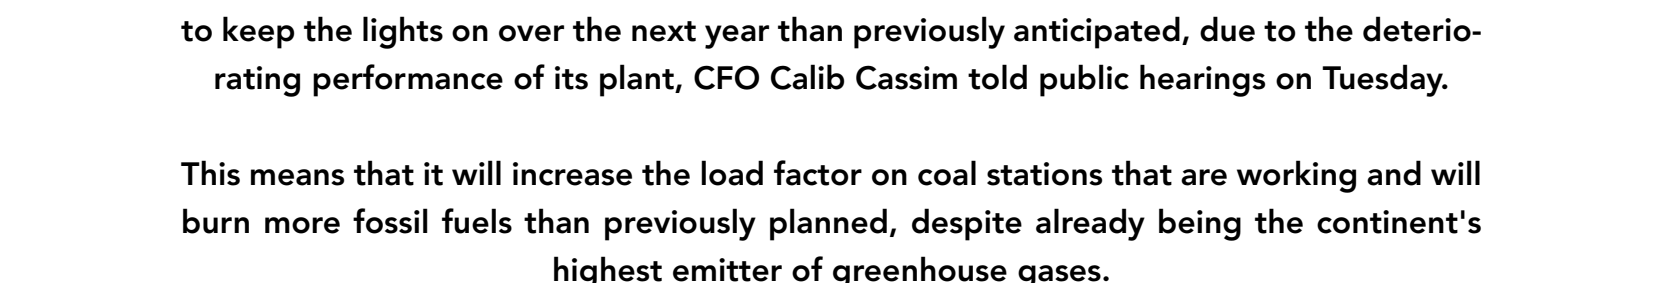 to keep the lights on over the next year than previously anticipated, due to the deterio-
rating performance of its plant, CFO Calib Cassim told public hearings on Tuesday.
This means that it will increase the load factor on coal stations that are working and will
burn more fossil fuels than previously planned, despite already being the continent's
highest emitter of greenhouse gases.